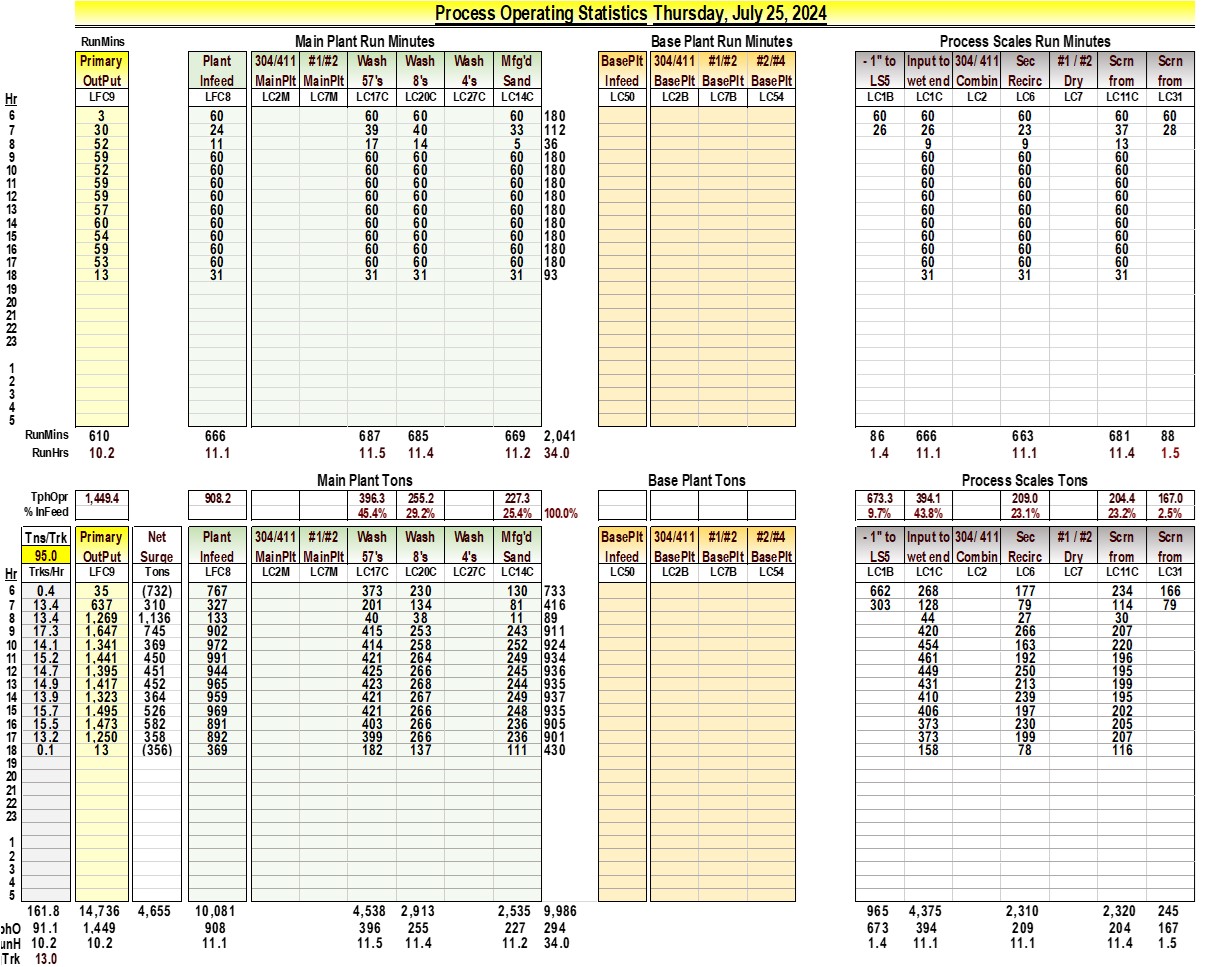 Process Operating Statistics Thursday, July 25, 2024
RunMins Main Plant Run Minutes Base Plant Run Minutes Process Scales Run Minutes
Primary Plant 304/411 #1/#2 Wash Wash Wash Mfg'd BasePlt 304/411 #1/#2 #2/#4 - 1" to Input to 304/ 411 Sec #1 / #2 Scrn Scrn
OutPut Infeed MainPlt MainPlt 57's 8's 4's Sand Infeed BasePlt BasePlt BasePlt LS5 wet end Combin Recirc Dry from from
Hr LFC9 LFC8 LC2M LC7M LC17C LC20C LC27C LC14C LC50 LC2B LC7B LC54 LC1B LC1C LC2 LC6 LC7 LC11C LC31
6 3 60 60 60 60 180 60 60 60 60 60
7 30 24 39 40 33 112 26 26 23 37 28
8 52 11 17 14 5 36 9 9 13
9 59 60 60 60 60 180 60 60 60
10 52 60 60 60 60 180 60 60 60
11 59 60 60 60 60 180 60 60 60
12 59 60 60 60 60 180 60 60 60
13 57 60 60 60 60 180 60 60 60
14 60 60 60 60 60 180 60 60 60
15 54 60 60 60 60 180 60 60 60
16 59 60 60 60 60 180 60 60 60
17 53 60 60 60 60 180 60 60 60
18 13 31 31 31 31 93 31 31 31
19
20
21
22
23
1
2
3
4
5
RunMins 610 666 687 685 669 2,041 86 666 663 681 88
RunHrs 10.2 11.1 11.5 11.4 11.2 34.0 1.4 11.1 11.1 11.4 1.5
Main Plant Tons Base Plant Tons Process Scales Tons
TphOpr 1,449.4 908.2 396.3 255.2 227.3 673.3 394.1 209.0 204.4 167.0
% InFeed 45.4% 29.2% 25.4% 100.0% 9.7% 43.8% 23.1% 23.2% 2.5%
Tns/Trk Primary Net Plant 304/411 #1/#2 Wash Wash Wash Mfg'd BasePlt 304/411 #1/#2 #2/#4 - 1" to Input to 304/ 411 Sec #1 / #2 Scrn Scrn
95.0 OutPut Surge Infeed MainPlt MainPlt 57's 8's 4's Sand Infeed BasePlt BasePlt BasePlt LS5 wet end Combin Recirc Dry from from
Hr Trks/Hr LFC9 Tons LFC8 LC2M LC7M LC17C LC20C LC27C LC14C LC50 LC2B LC7B LC54 LC1B LC1C LC2 LC6 LC7 LC11C LC31
6 0.4 35 (732) 767 373 230 130 733 662 268 177 234 166
7 13.4 637 310 327 201 134 81 416 303 128 79 114 79
8 13.4 1,269 1,136 133 40 38 11 89 44 27 30
9 17.3 1,647 745 902 415 253 243 911 420 266 207
10 14.1 1,341 369 972 414 258 252 924 454 163 220
11 15.2 1,441 450 991 421 264 249 934 461 192 196
12 14.7 1,395 451 944 425 266 245 936 449 250 195
13 14.9 1,417 452 965 423 268 244 935 431 213 199
14 13.9 1,323 364 959 421 267 249 937 410 239 195
15 15.7 1,495 526 969 421 266 248 935 406 197 202
16 15.5 1,473 582 891 403 266 236 905 373 230 205
17 13.2 1,250 358 892 399 266 236 901 373 199 207
18 0.1 13 (356) 369 182 137 111 430 158 78 116
19
20
21
22
23
1
2
3
4
5
161.8 14,736 4,655 10,081 4,538 2,913 2,535 9,986 965 4,375 2,310 2,320 245
phO 91.1 1,449 908 396 255 227 294 673 394 209 204 167
unH 10.2 10.2 11.1 11.5 11.4 11.2 34.0 1.4 11.1 11.1 11.4 1.5
Trk 13.0